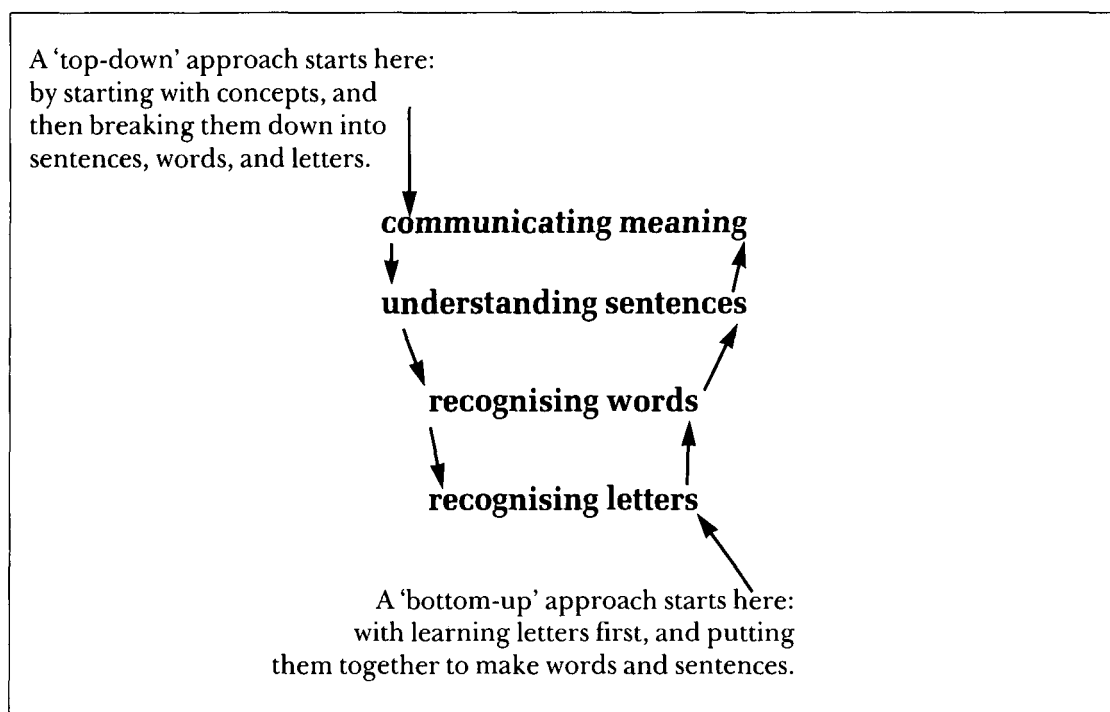 A ‘top-down’ approach starts here:
by starting with concepts, and
then breaking them down into
sentences, words, and letters.
communicating meaning
understanding sentences
recognising words
recognising letters
A ‘bottom-up’ approach starts here:
with learning letters first, and putting
them together to make words and sentences.